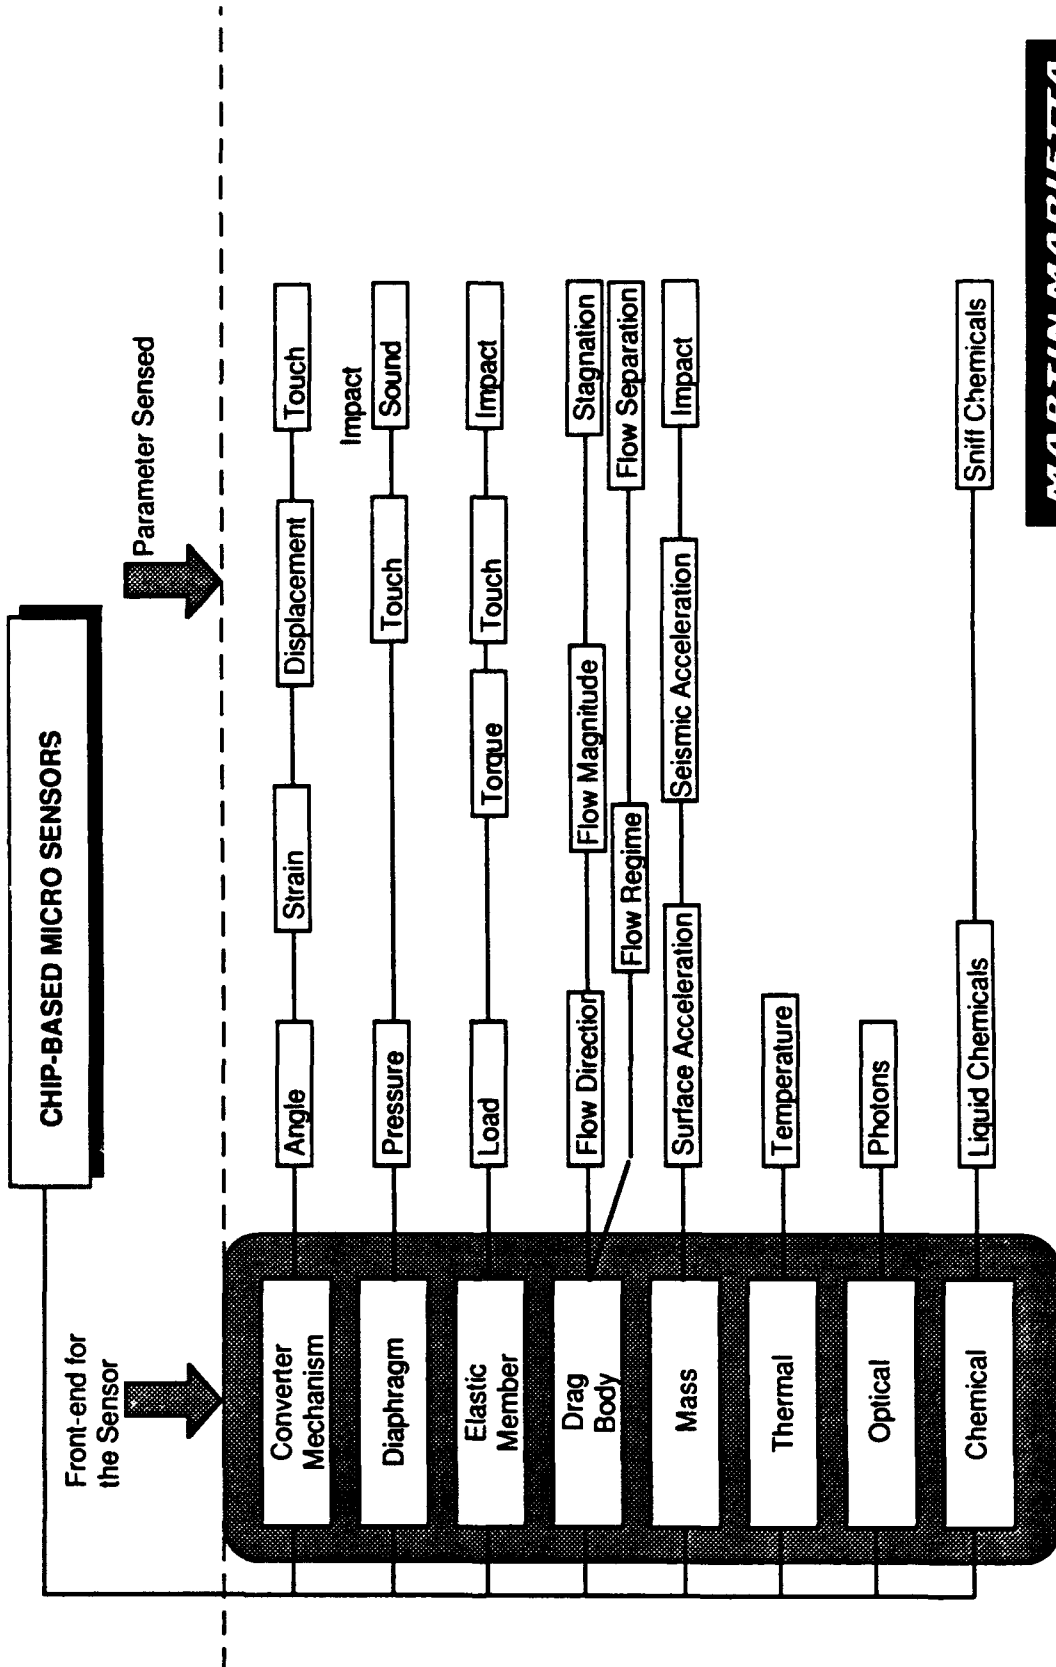 CHIP-BASED MICRO SENSORS
Front-end for
the Sensor
Parameter Sensed
Converter
Mechanism
Angle
Strain
Displacement
Touch
Diaphragm
Pressure
Touch
Impact
Sound
Elastic
Member
Load
Torque
Touch
Impact
Drag
Body
Flow Direction
Flow Magnitude
Stagnation
Flow Regime
Flow Separation
Mass
Surface Acceleration
Seismic Acceleration
Impact
Thermal
Temperature
Optical
Photons
Chemical
Liquid Chemicals
Sniff Chemicals
MARTIN MARIETTA